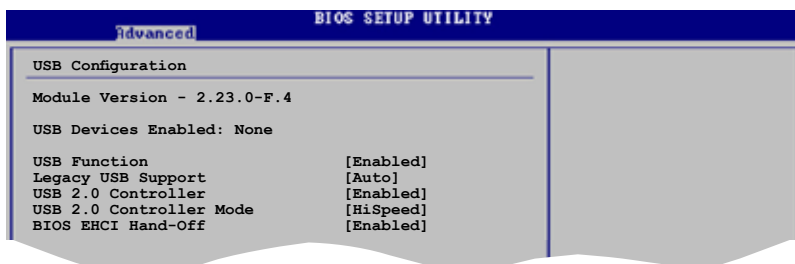 BIOS SETUP UTILITY
Advanced
USB Configuration
Module Version - 2.23.0-F.4
USB Devices Enabled: None
USB Function [Enabled]
Legacy USB Support [Auto]
USB 2.0 Controller [Enabled]
USB 2.0 Controller Mode [HiSpeed]
BIOS EHCI Hand-Off [Enabled]